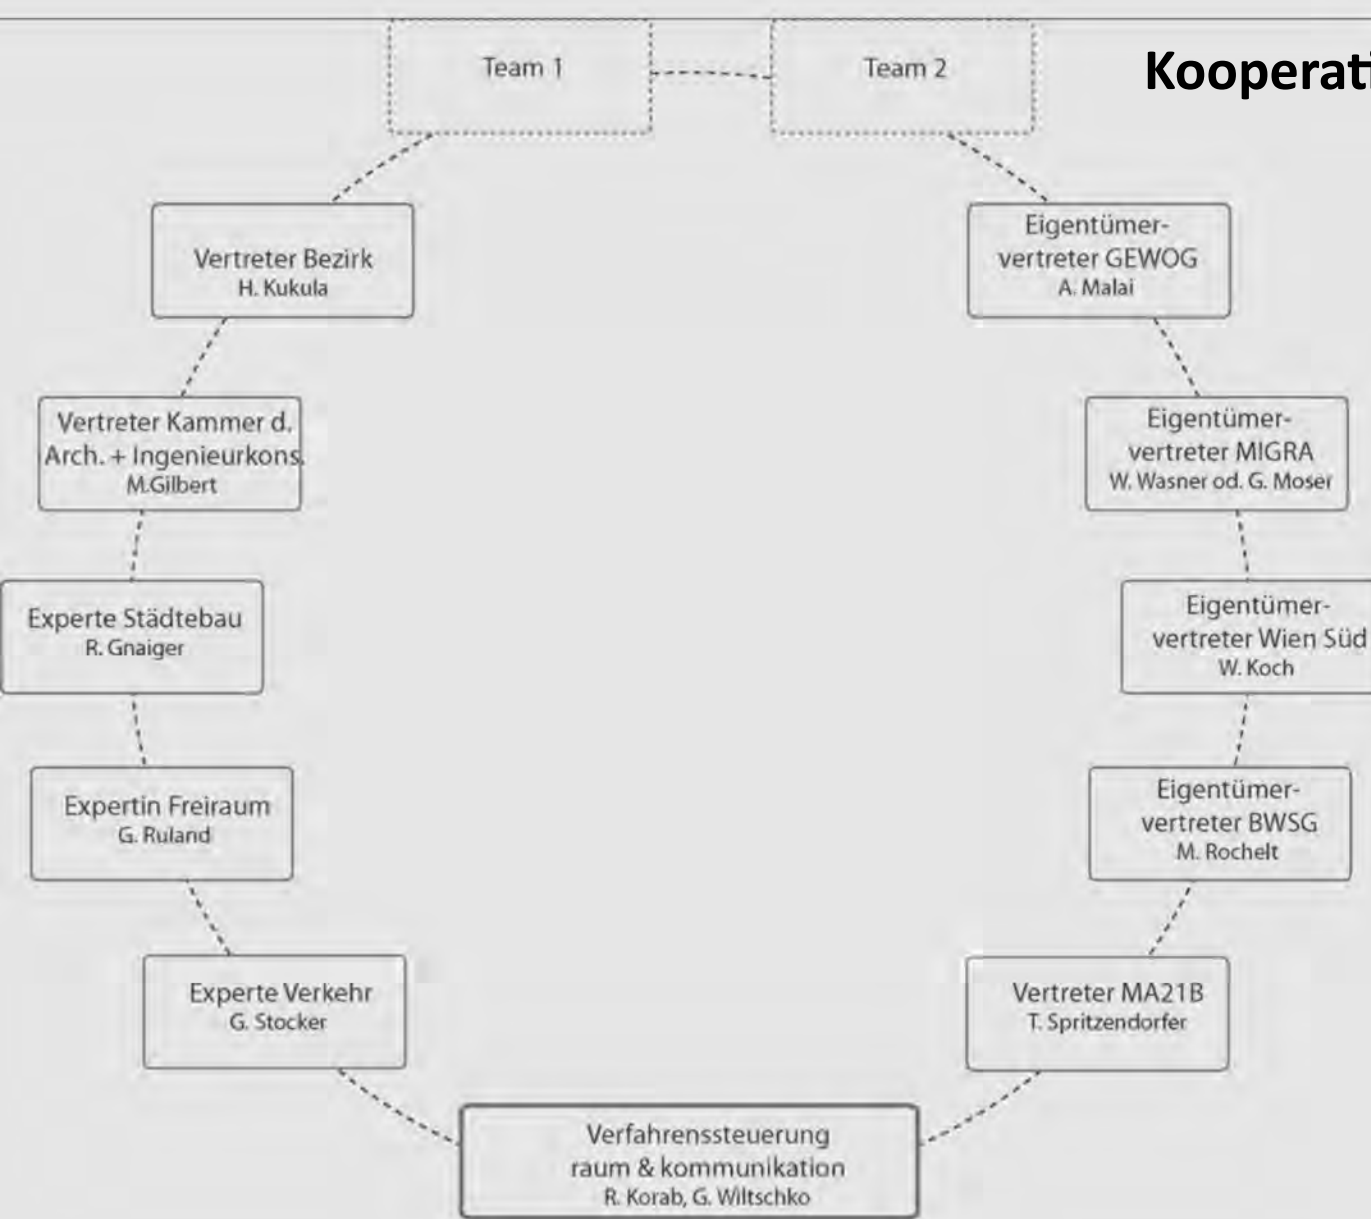 Team 1
Team 2
Kooperati
Vertreter Bezirk
H. Kukula
Eigentümer-
vertreter GEWOG
A. Malai
Vertreter Kammer d.
Arch. + Ingenieurkons.
M.Gilbert
Eigentümer-
vertreter MIGRA
W. Wasner od. G. Moser
Experte Städtebau
R. Gnaiger
Eigentümer-
vertreter Wien Süd
W. Koch
Expertin Freiraum
G. Ruland
Eigentümer-
vertreter BWSG
M. Rochelt
Experte Verkehr
G. Stocker
Vertreter MA21B
T. Spritzendorfer
Verfahrenssteuerung
raum & kommunikation
R. Korab, G. Wiltschko